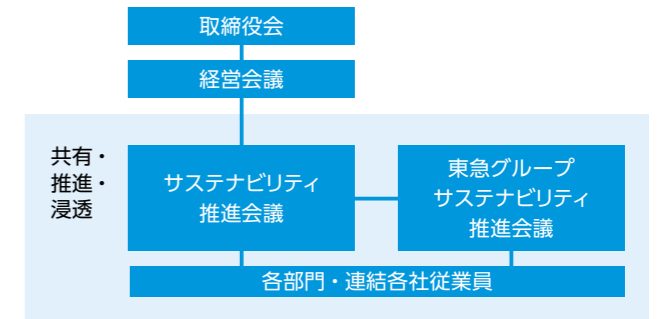 取締役会
経営会議
共有・
推進・
浸透
サステナビリティ
推進会議
東急グループ
サステナビリティ
推進会議
各部門・連結各社従業員